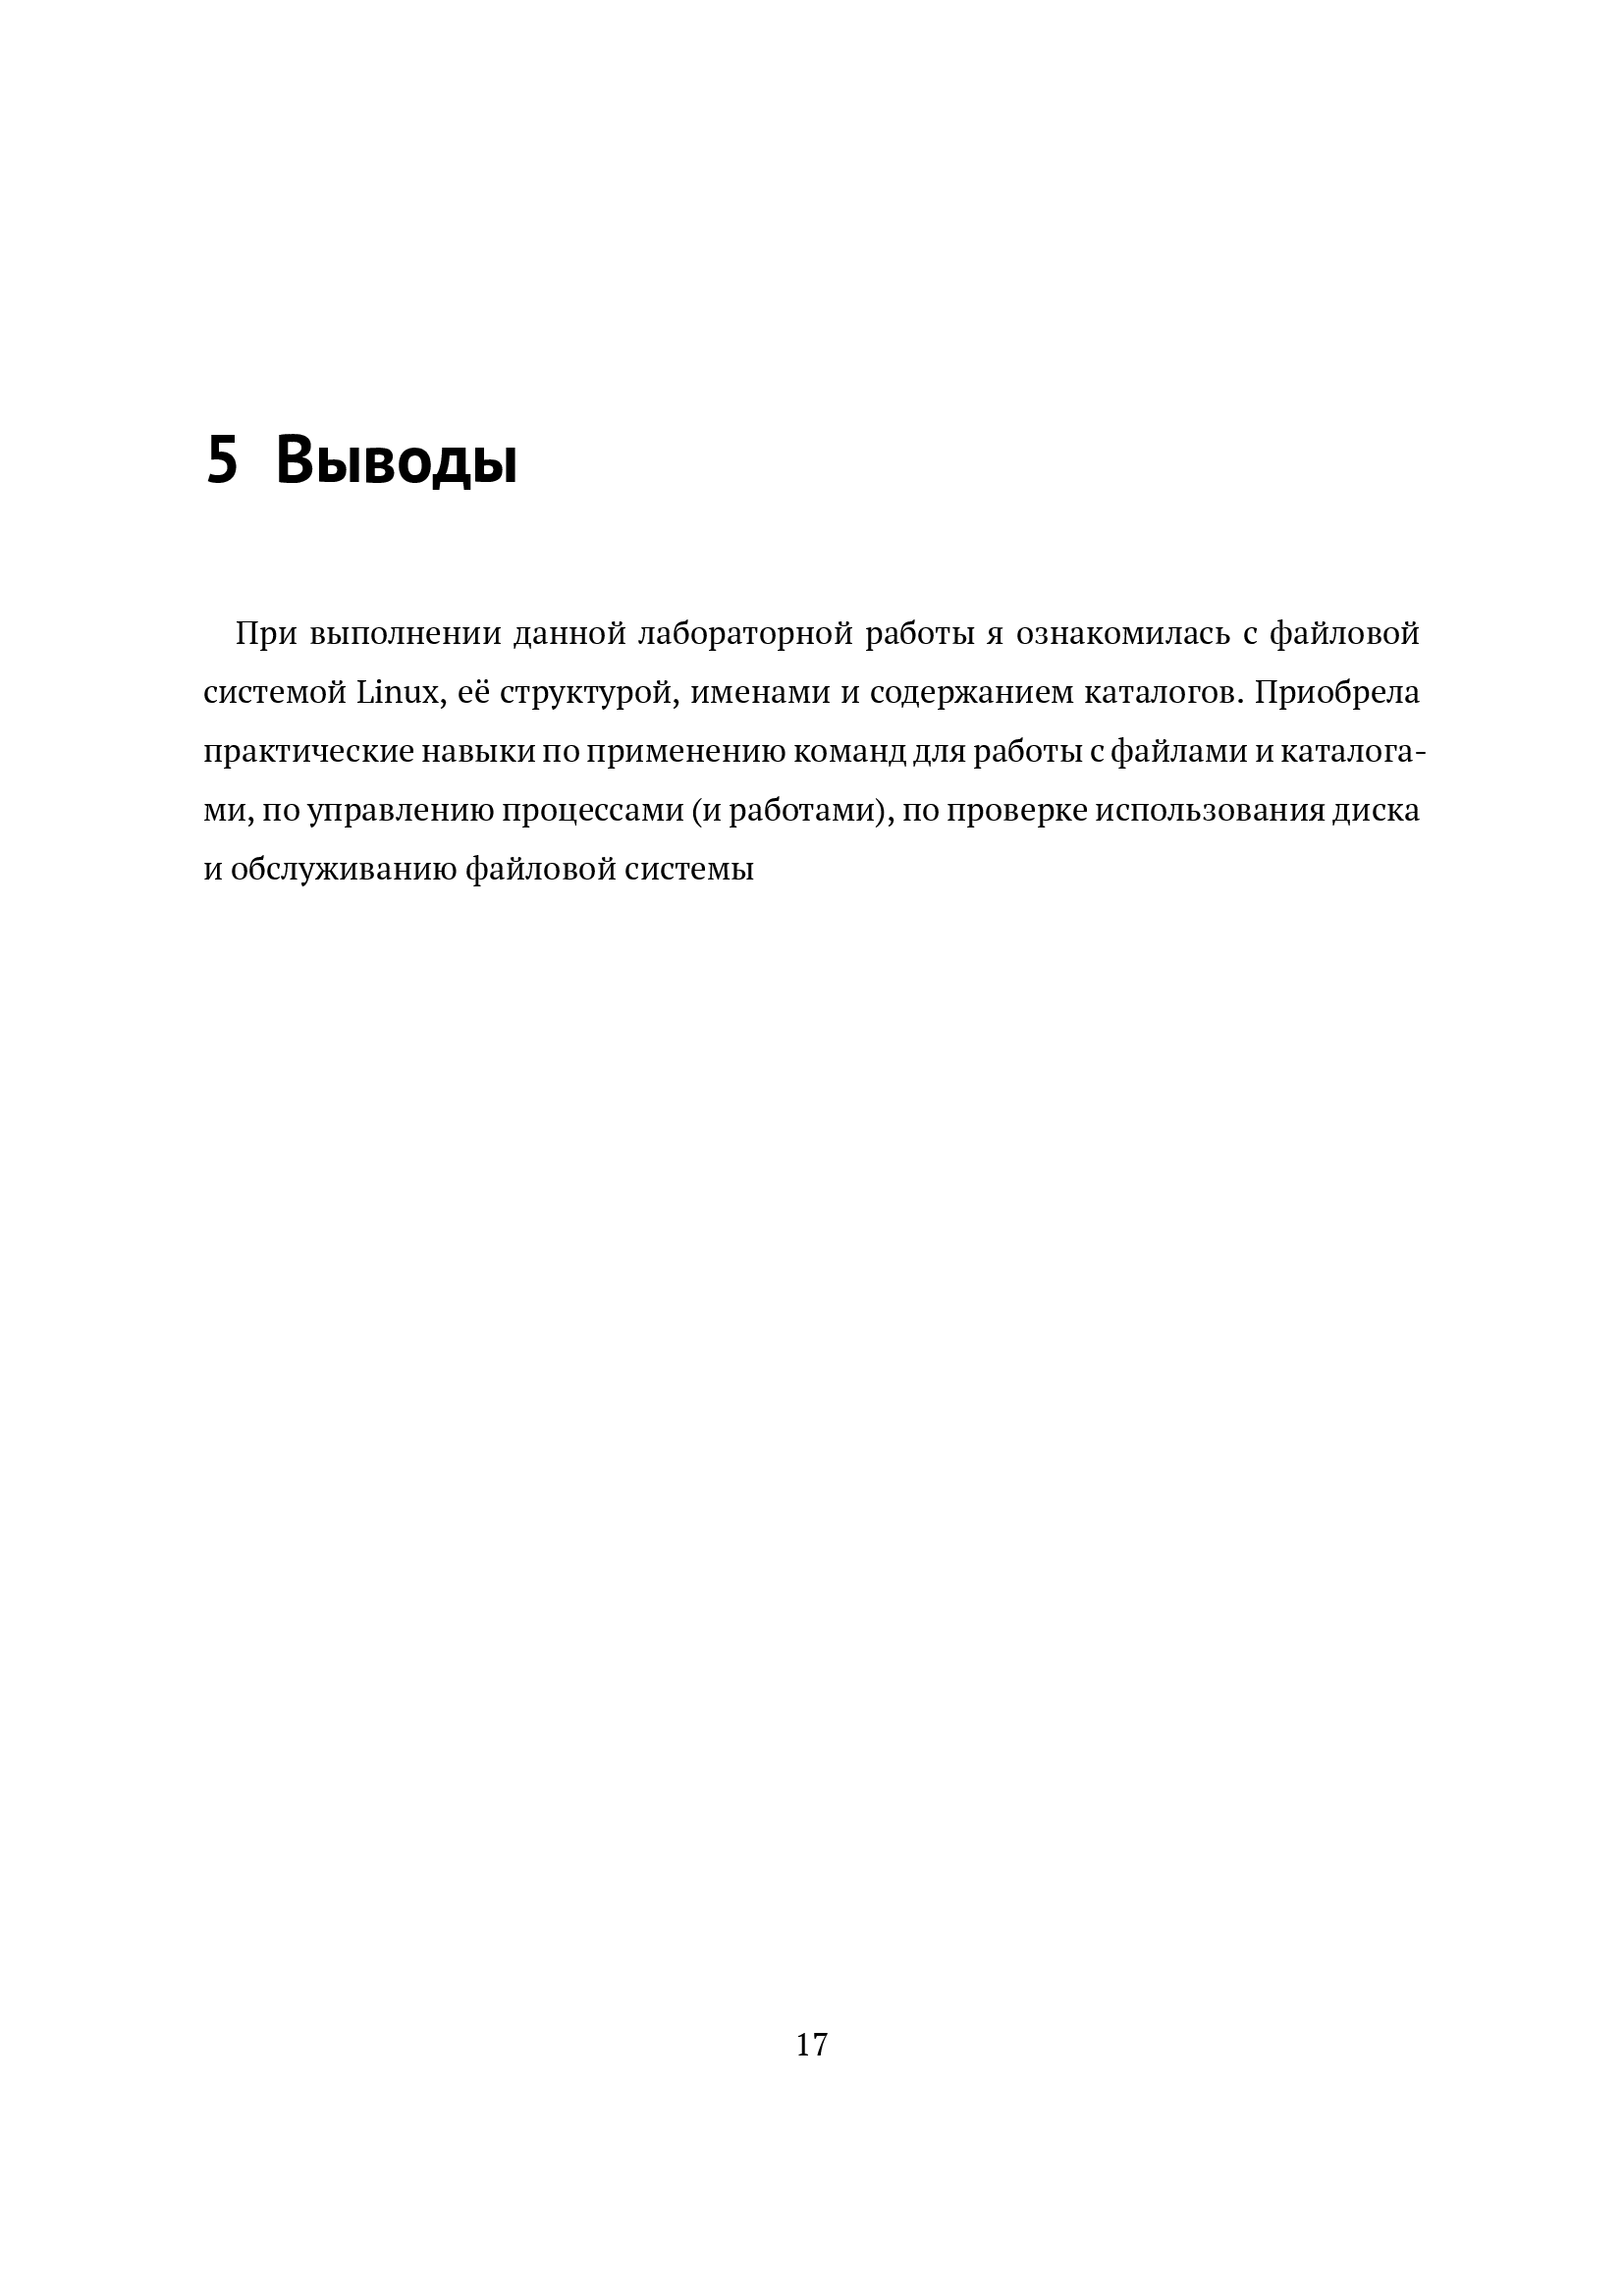 5 Выводы
При выполнении данной лабораторной работы я ознакомилась с файловой
системой Linux, её структурой, именами и содержанием каталогов. Приобрела
практические навыки по применению команд для работы с файлами и каталога-
ми, по управлению процессами (и работами), по проверке использования диска
и обслуживанию файловой системы
17